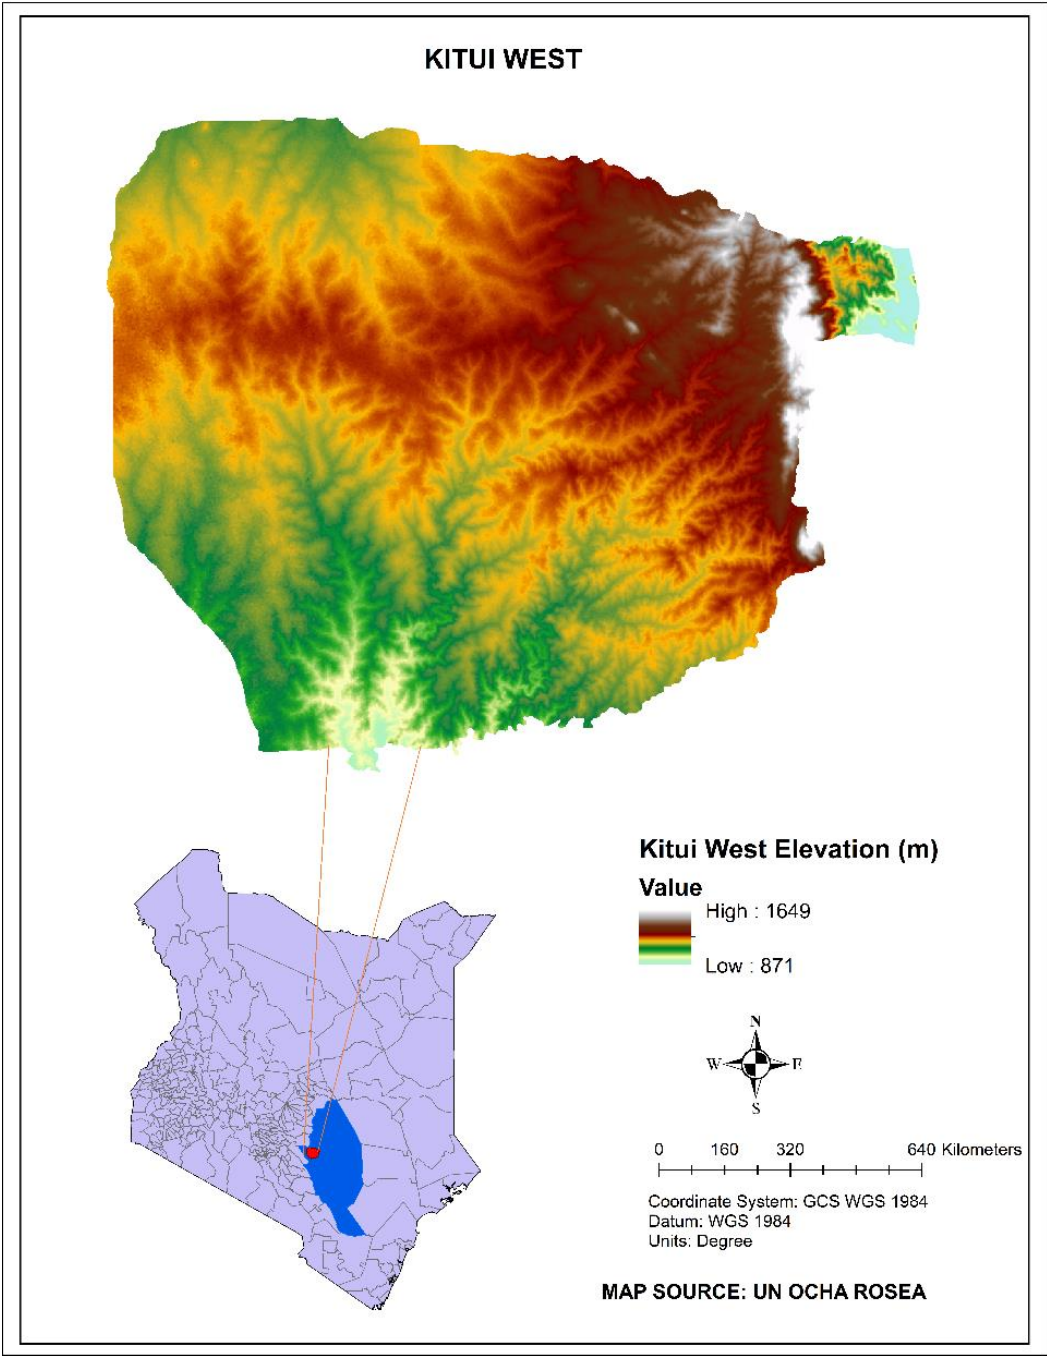 KITUI WEST
Kitui West Elevation (m)
Value
High : 1649
Low : 871
N
W E
S
0 160 320 640 Kilometers
Coordinate System: GCS WGS 1984
Datum: WGS 1984
Units: Degree
MAP SOURCE: UN OCHA ROSEA